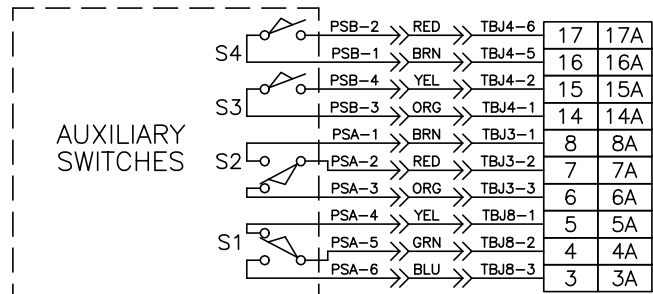 PSB-2 RED TBJ4-6 17 17A
S4
PSB-1 BRN TBJ4-5 16 16A
PSB-4 YEL TBJ4-2 15 15A
S3
PSB-3 ORG TBJ4-1 14 14A
AUXILIARY
SWITCHES
PSA-1 BRN TBJ3-1 8 8A
S2
PSA-2 RED TBJ3-2 7 7A
PSA-3 ORG TBJ3-3 6 6A
PSA-4 YEL TBJ8-1 5 5A
S1
PSA-5 GRN TBJ8-2 4 4A
PSA-6 BLU TBJ8-3 3 3A